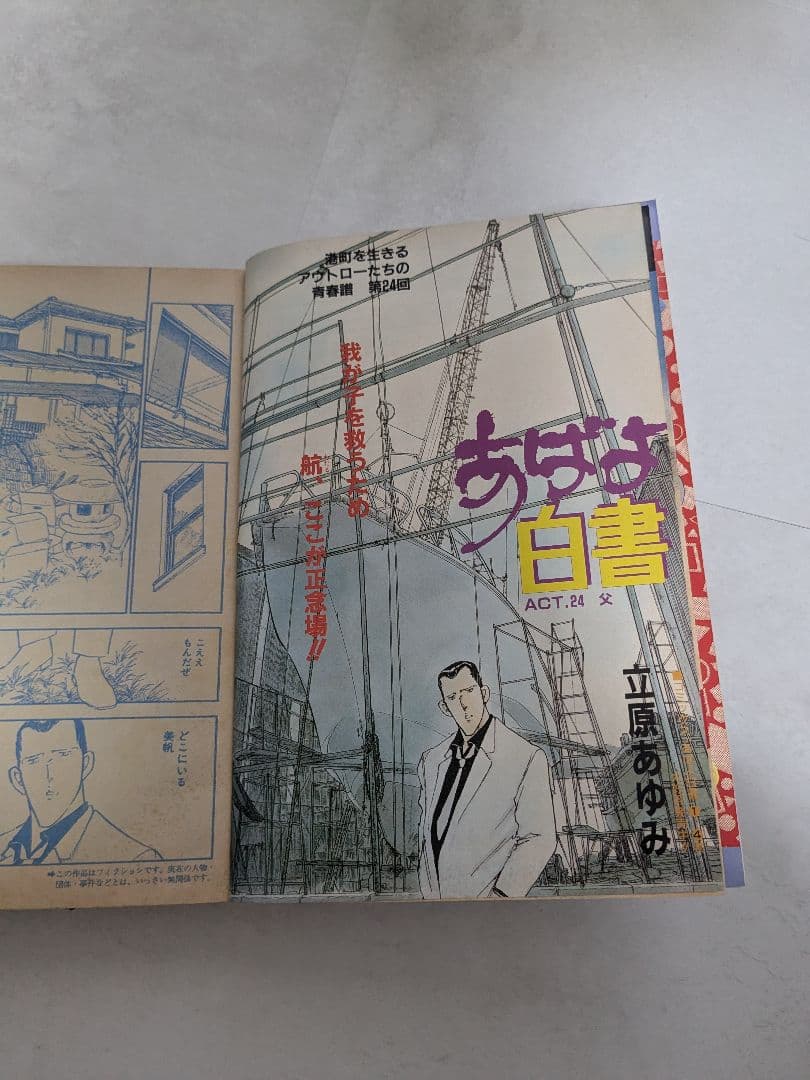 港町を生きる
アウトローたちの
青春譜 第24回
我が子を救うため
航、ここが正念場!!
あばよ
白書
ACT.24 父
立原あゆみ
こええ
もんだぜ
どこにいる
美帆
この作品はフィクションです。実在の人物・
団体・事件などとは、いっさい無関係です。